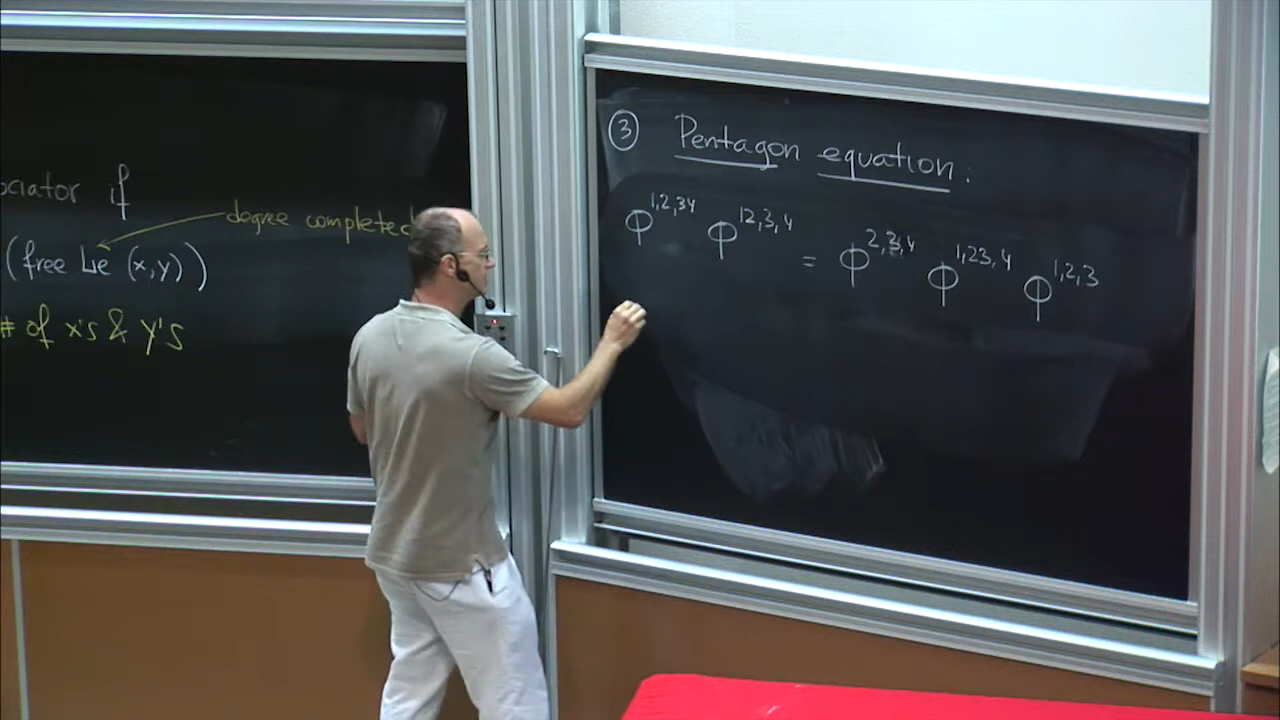 if
degree completed
(free Lie (x,y))
# of x's & y's
③ Pentagon equation:
Φ^{1,2,34} Φ^{12,3,4} = Φ^{2,3,4} Φ^{1,23,4} Φ^{1,2,3}